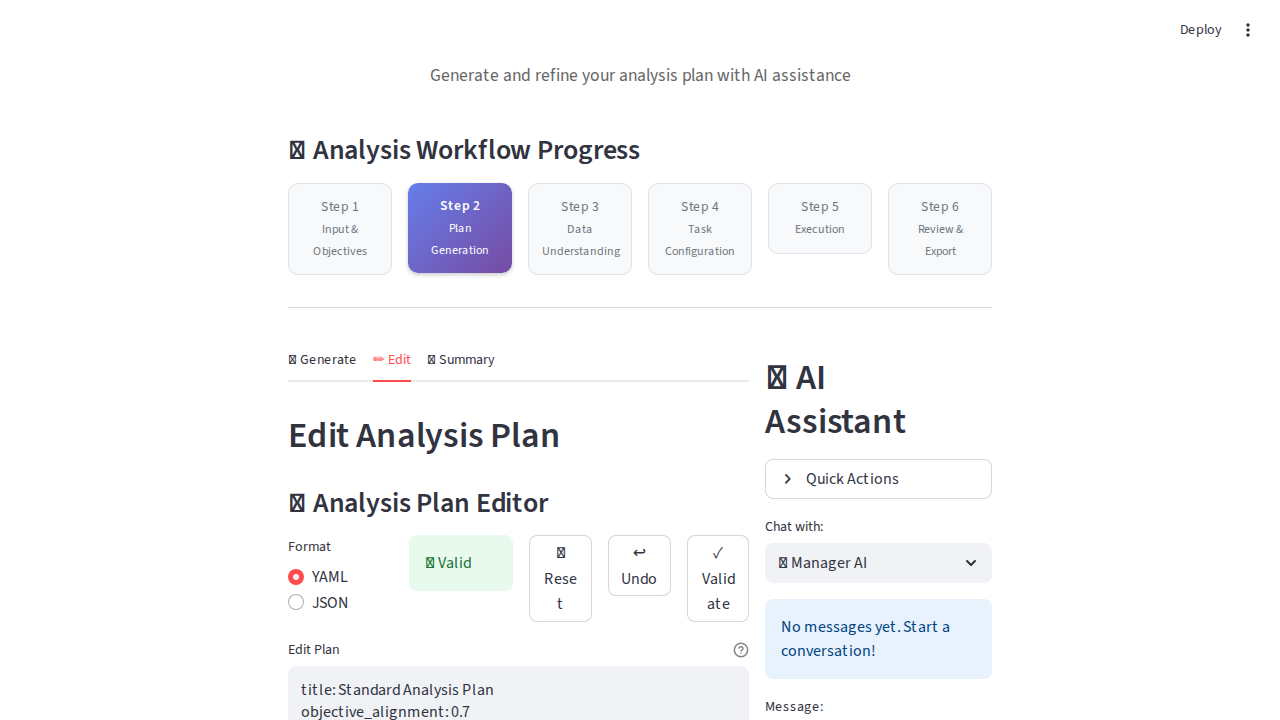 Deploy
Generate and refine your analysis plan with AI assistance
Analysis Workflow Progress
Step 1
Input &
Objectives
Step 2
Plan
Generation
Step 3
Data
Understanding
Step 4
Task
Configuration
Step 5
Execution
Step 6
Review &
Export
Generate
✏ Edit
Summary
Edit Analysis Plan
Analysis Plan Editor
Format
YAML
JSON
Valid
Rese
t
↩
Undo
✓
Valid
ate
Edit Plan
title: Standard Analysis Plan
objective_alignment: 0.7
AI
Assistant
Quick Actions
Chat with:
Manager AI
No messages yet. Start a
conversation!
Message: